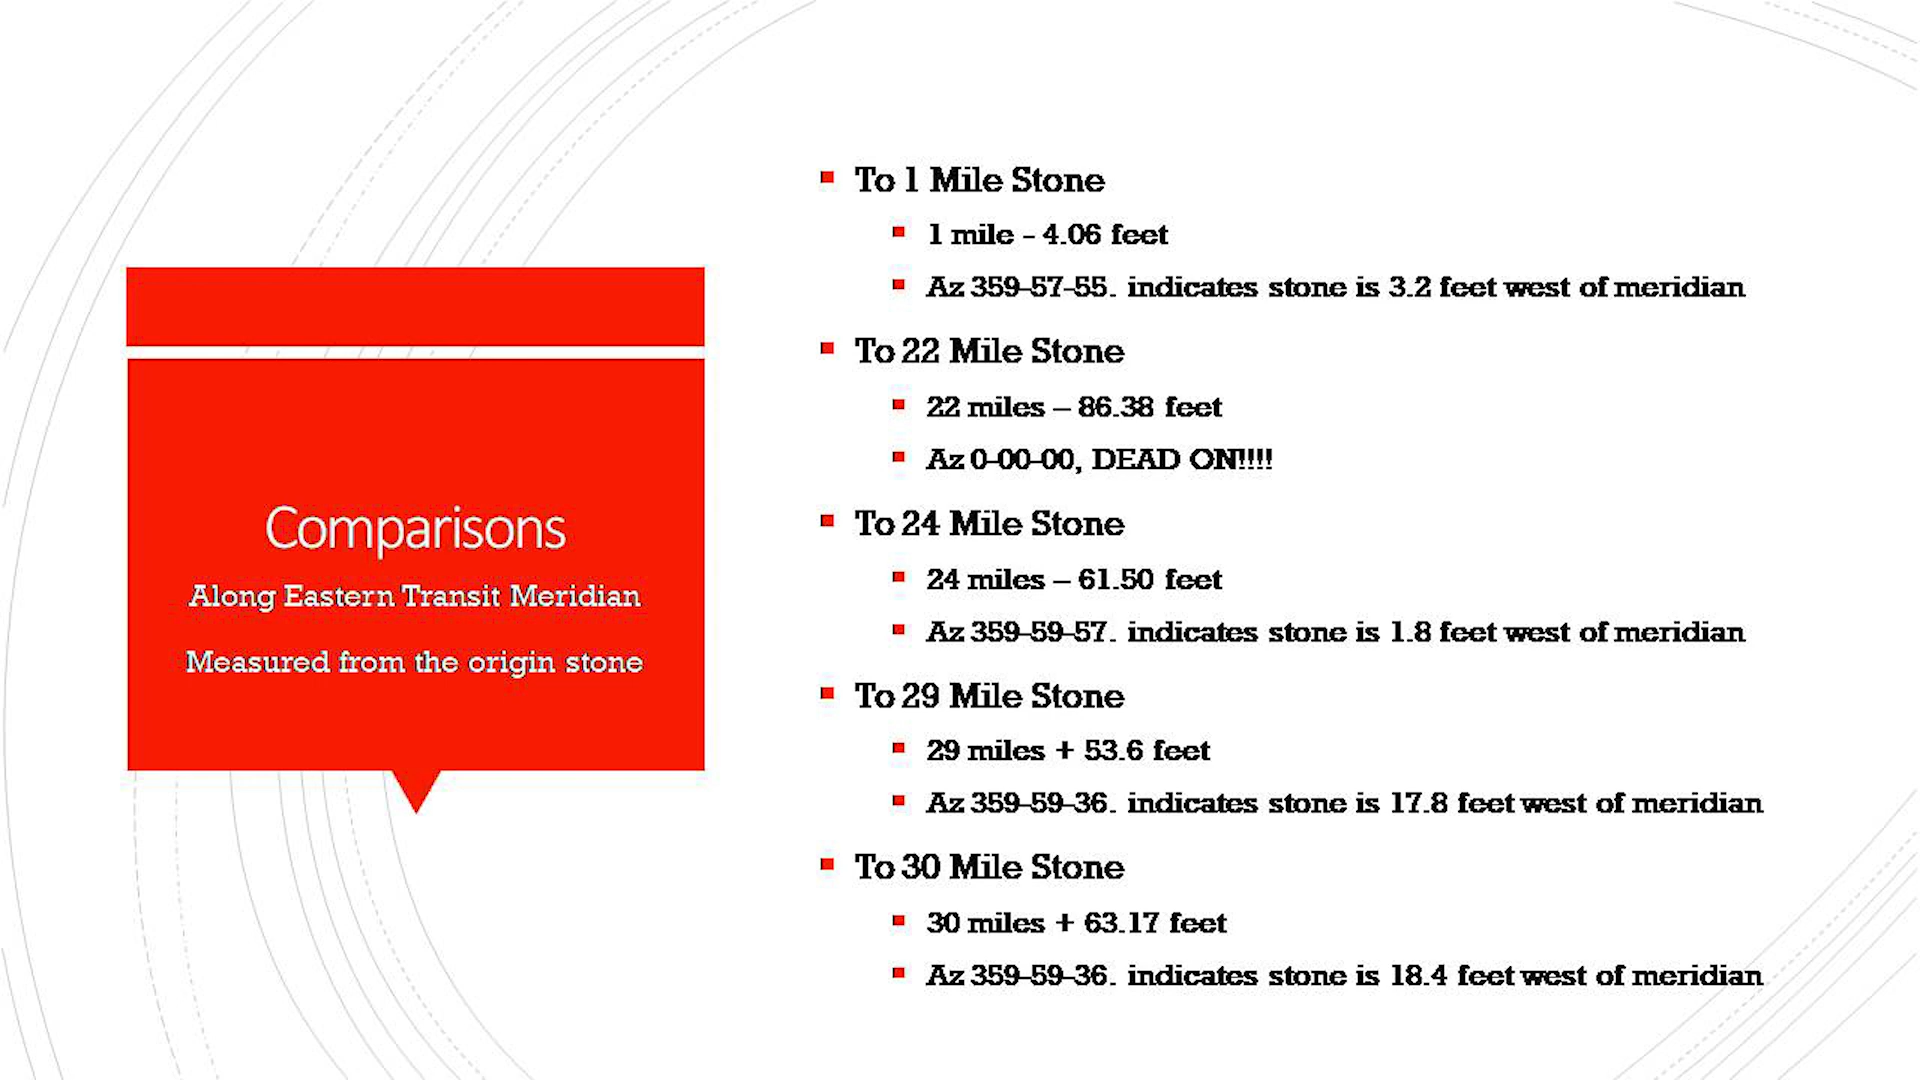 Comparisons
Along Eastern Transit Meridian
Measured from the origin stone
To 1 Mile Stone
1 mile - 4.06 feet
Az 359-57-55. indicates stone is 3.2 feet west of meridian
To 22 Mile Stone
22 miles – 86.38 feet
Az 0-00-00, DEAD ON!!!!
To 24 Mile Stone
24 miles – 61.50 feet
Az 359-59-57. indicates stone is 1.8 feet west of meridian
To 29 Mile Stone
29 miles + 53.6 feet
Az 359-59-36. indicates stone is 17.8 feet west of meridian
To 30 Mile Stone
30 miles + 63.17 feet
Az 359-59-36. indicates stone is 18.4 feet west of meridian